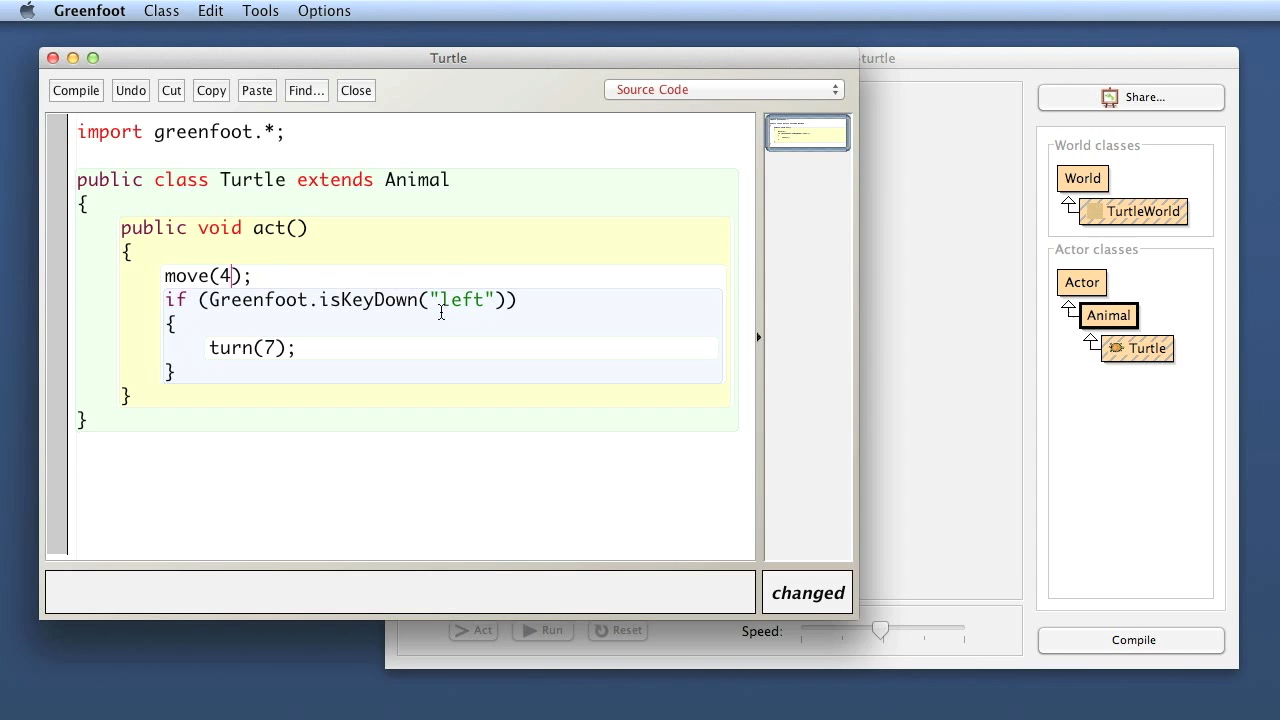 Greenfoot Class Edit Tools Options
Turtle
turtle
Compile Undo Cut Copy Paste Find... Close Source Code
Share...
import greenfoot.*;
public class Turtle extends Animal
{
public void act()
{
move(4);
if (Greenfoot.isKeyDown("left"))
{
turn(7);
}
}
}
changed
World classes
World
TurtleWorld
Actor classes
Actor
Animal
Turtle
> Act Run Reset Speed:
Compile